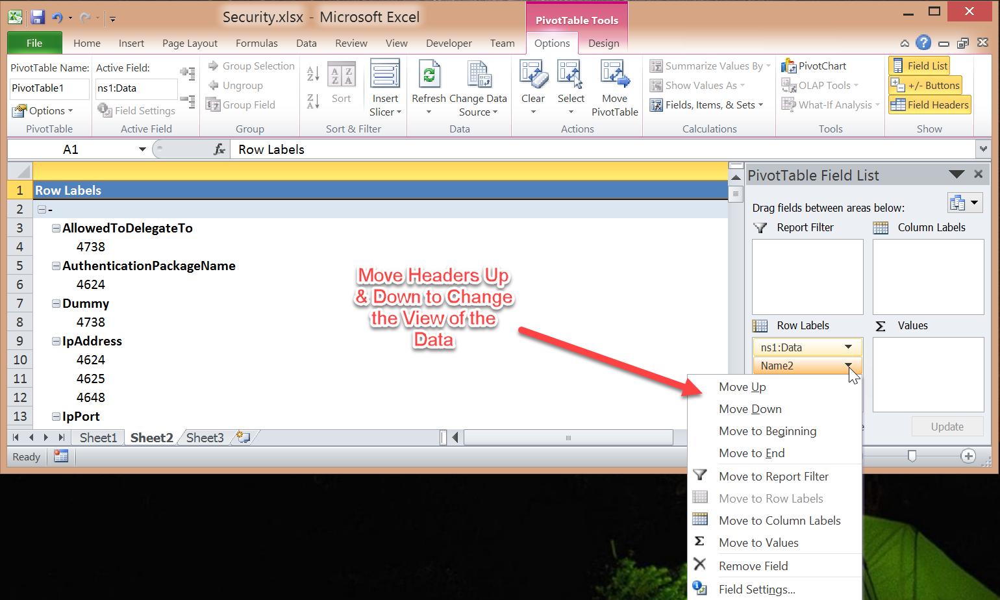 Security.xlsx - Microsoft Excel
PivotTable Tools
File Home Insert Page Layout Formulas Data Review View Developer Team Options Design
PivotTable Name:
PivotTable1
Options
PivotTable
Active Field:
ns1:Data
Field Settings
Active Field
Group Selection
Ungroup
Group Field
Group
Sort
Insert
Slicer
Sort & Filter
Refresh
Change Data
Source
Data
Clear
Select
Move
PivotTable
Actions
Summarize Values By
Show Values As
Fields, Items, & Sets
Calculations
PivotChart
OLAP Tools
What-If Analysis
Tools
Field List
+/- Buttons
Field Headers
Show
A1 fx Row Labels
1 Row Labels
2 -
3 AllowedToDelegateTo
4 4738
5 AuthenticationPackageName
6 4624
7 Dummy
8 4738
9 IpAddress
10 4624
11 4625
12 4648
13 IpPort
Move Headers Up
& Down to Change
the View of the
Data
PivotTable Field List
Drag fields between areas below:
Report Filter
Column Labels
Row Labels
Σ Values
ns1:Data
Name2
Update
Move Up
Move Down
Move to Beginning
Move to End
Move to Report Filter
Move to Row Labels
Move to Column Labels
Σ Move to Values
Remove Field
Field Settings...
Sheet1 Sheet2 Sheet3
Ready